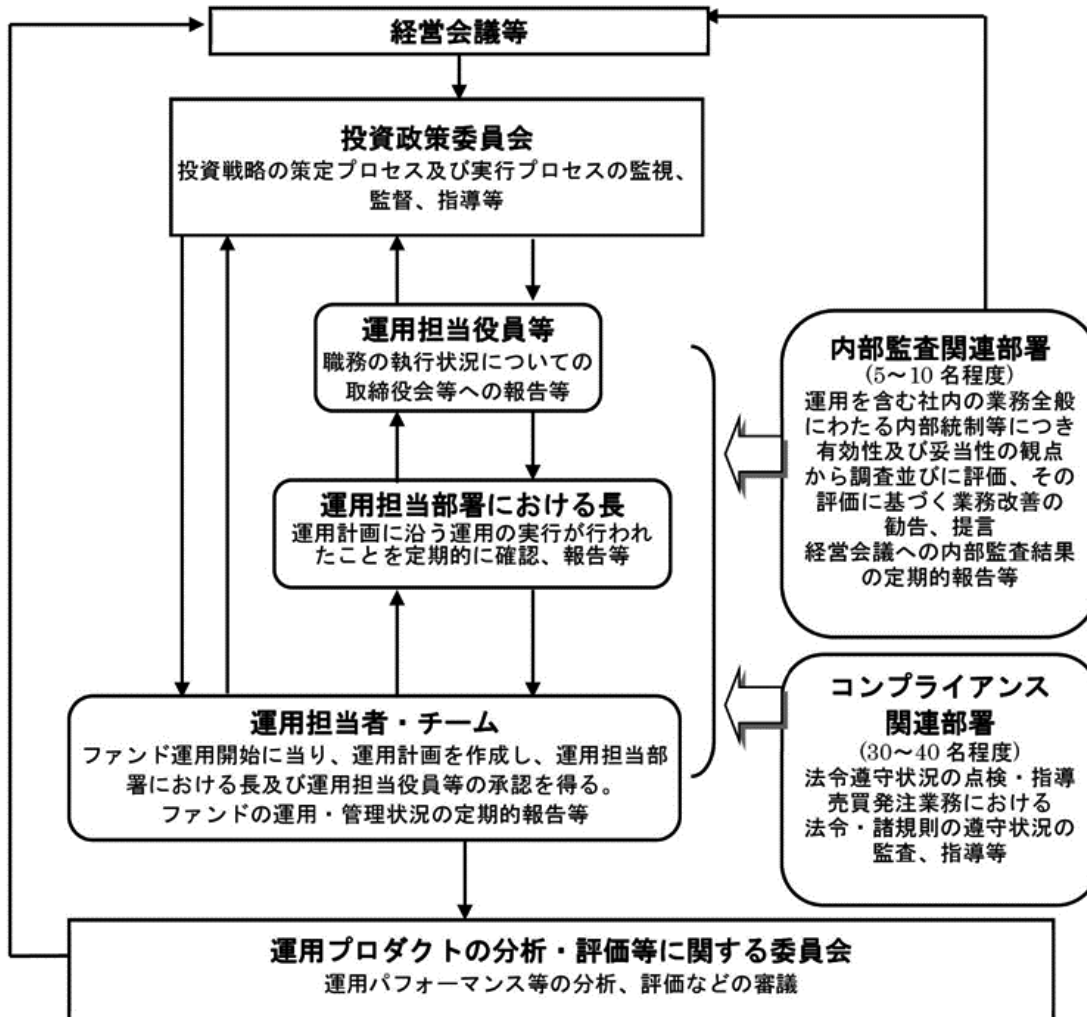 経営会議等
投資政策委員会
投資戦略の策定プロセス及び実行プロセスの監視、
監督、指導等
運用担当役員等
職務の執行状況についての
取締役会等への報告等
運用担当部署における長
運用計画に沿う運用の実行が行われ
たことを定期的に確認、報告等
運用担当者・チーム
ファンド運用開始に当り、運用計画を作成し、運用担当部
署における長及び運用担当役員等の承認を得る。
ファンドの運用・管理状況の定期的報告等
内部監査関連部署
(5～10 名程度)
運用を含む社内の業務全般
にわたる内部統制等につき
有効性及び妥当性の観点
から調査並びに評価、その
評価に基づく業務改善の
勧告、提言
経営会議への内部監査結果
の定期的報告等
コンプライアンス
関連部署
(30～40 名程度)
法令遵守状況の点検・指導
売買発注業務における
法令・諸規則の遵守状況の
監査、指導等
運用プロダクトの分析・評価等に関する委員会
運用パフォーマンス等の分析、評価などの審議